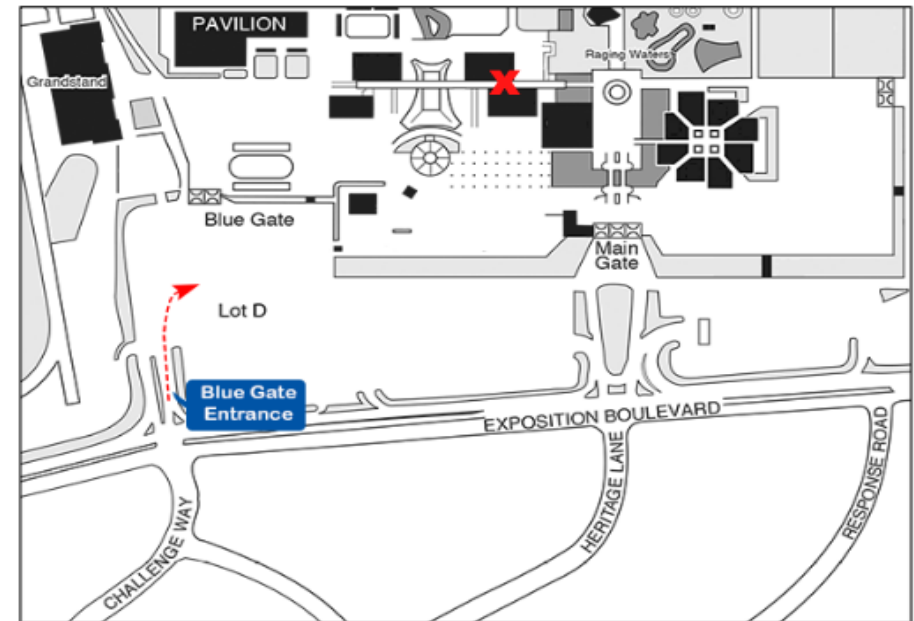 PAVILION
Raging Waters
Grandstand
Blue Gate
Main
Gate
Lot D
Blue Gate
Entrance
EXPOSITION BOULEVARD
CHALLENGE WAY
HERITAGE LANE
RESPONSE ROAD